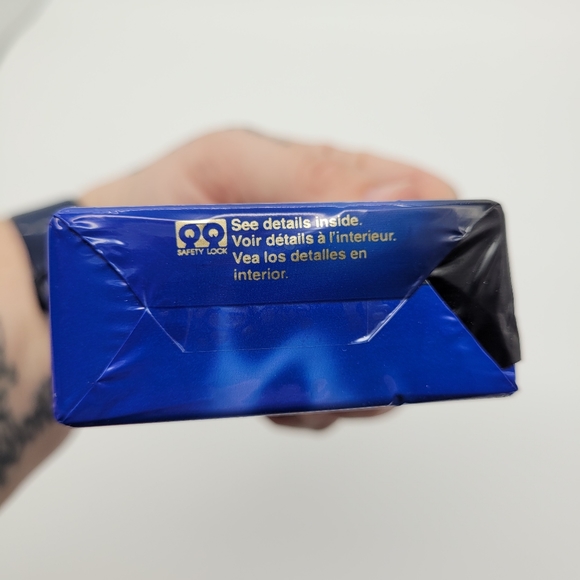 SAFETY LOCK
See details inside.
Voir détails à l'interieur.
Vea los detalles en
interior.